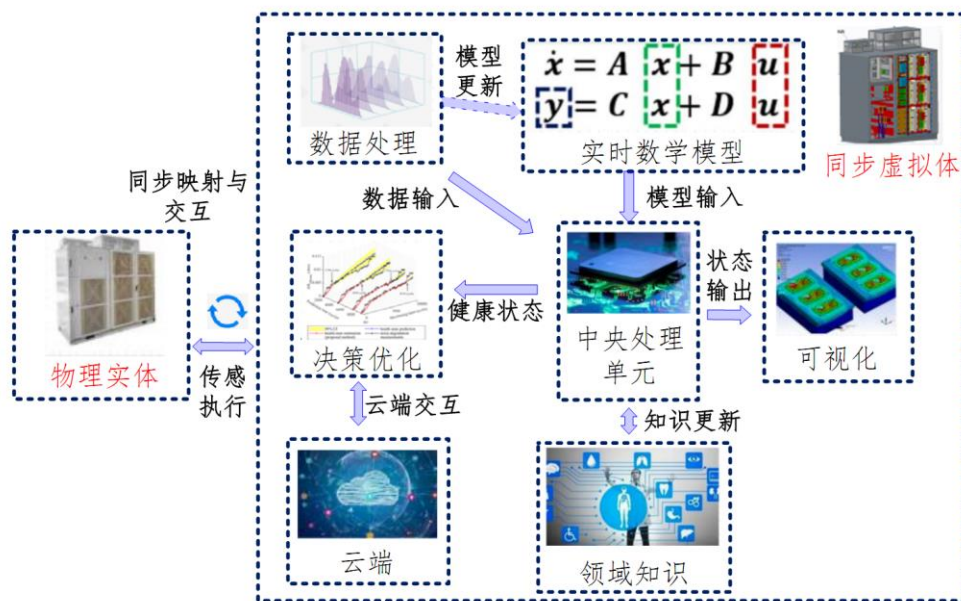 模型
更新
ẋ = A x + B u
y = C x + D u
数据处理
实时数学模型
同步虚拟体
同步映射与
交互
数据输入
模型输入
状态
输出
健康状态
中央处理
单元
决策优化
可视化
物理实体
传感
执行
云端交互
知识更新
云端
领域知识